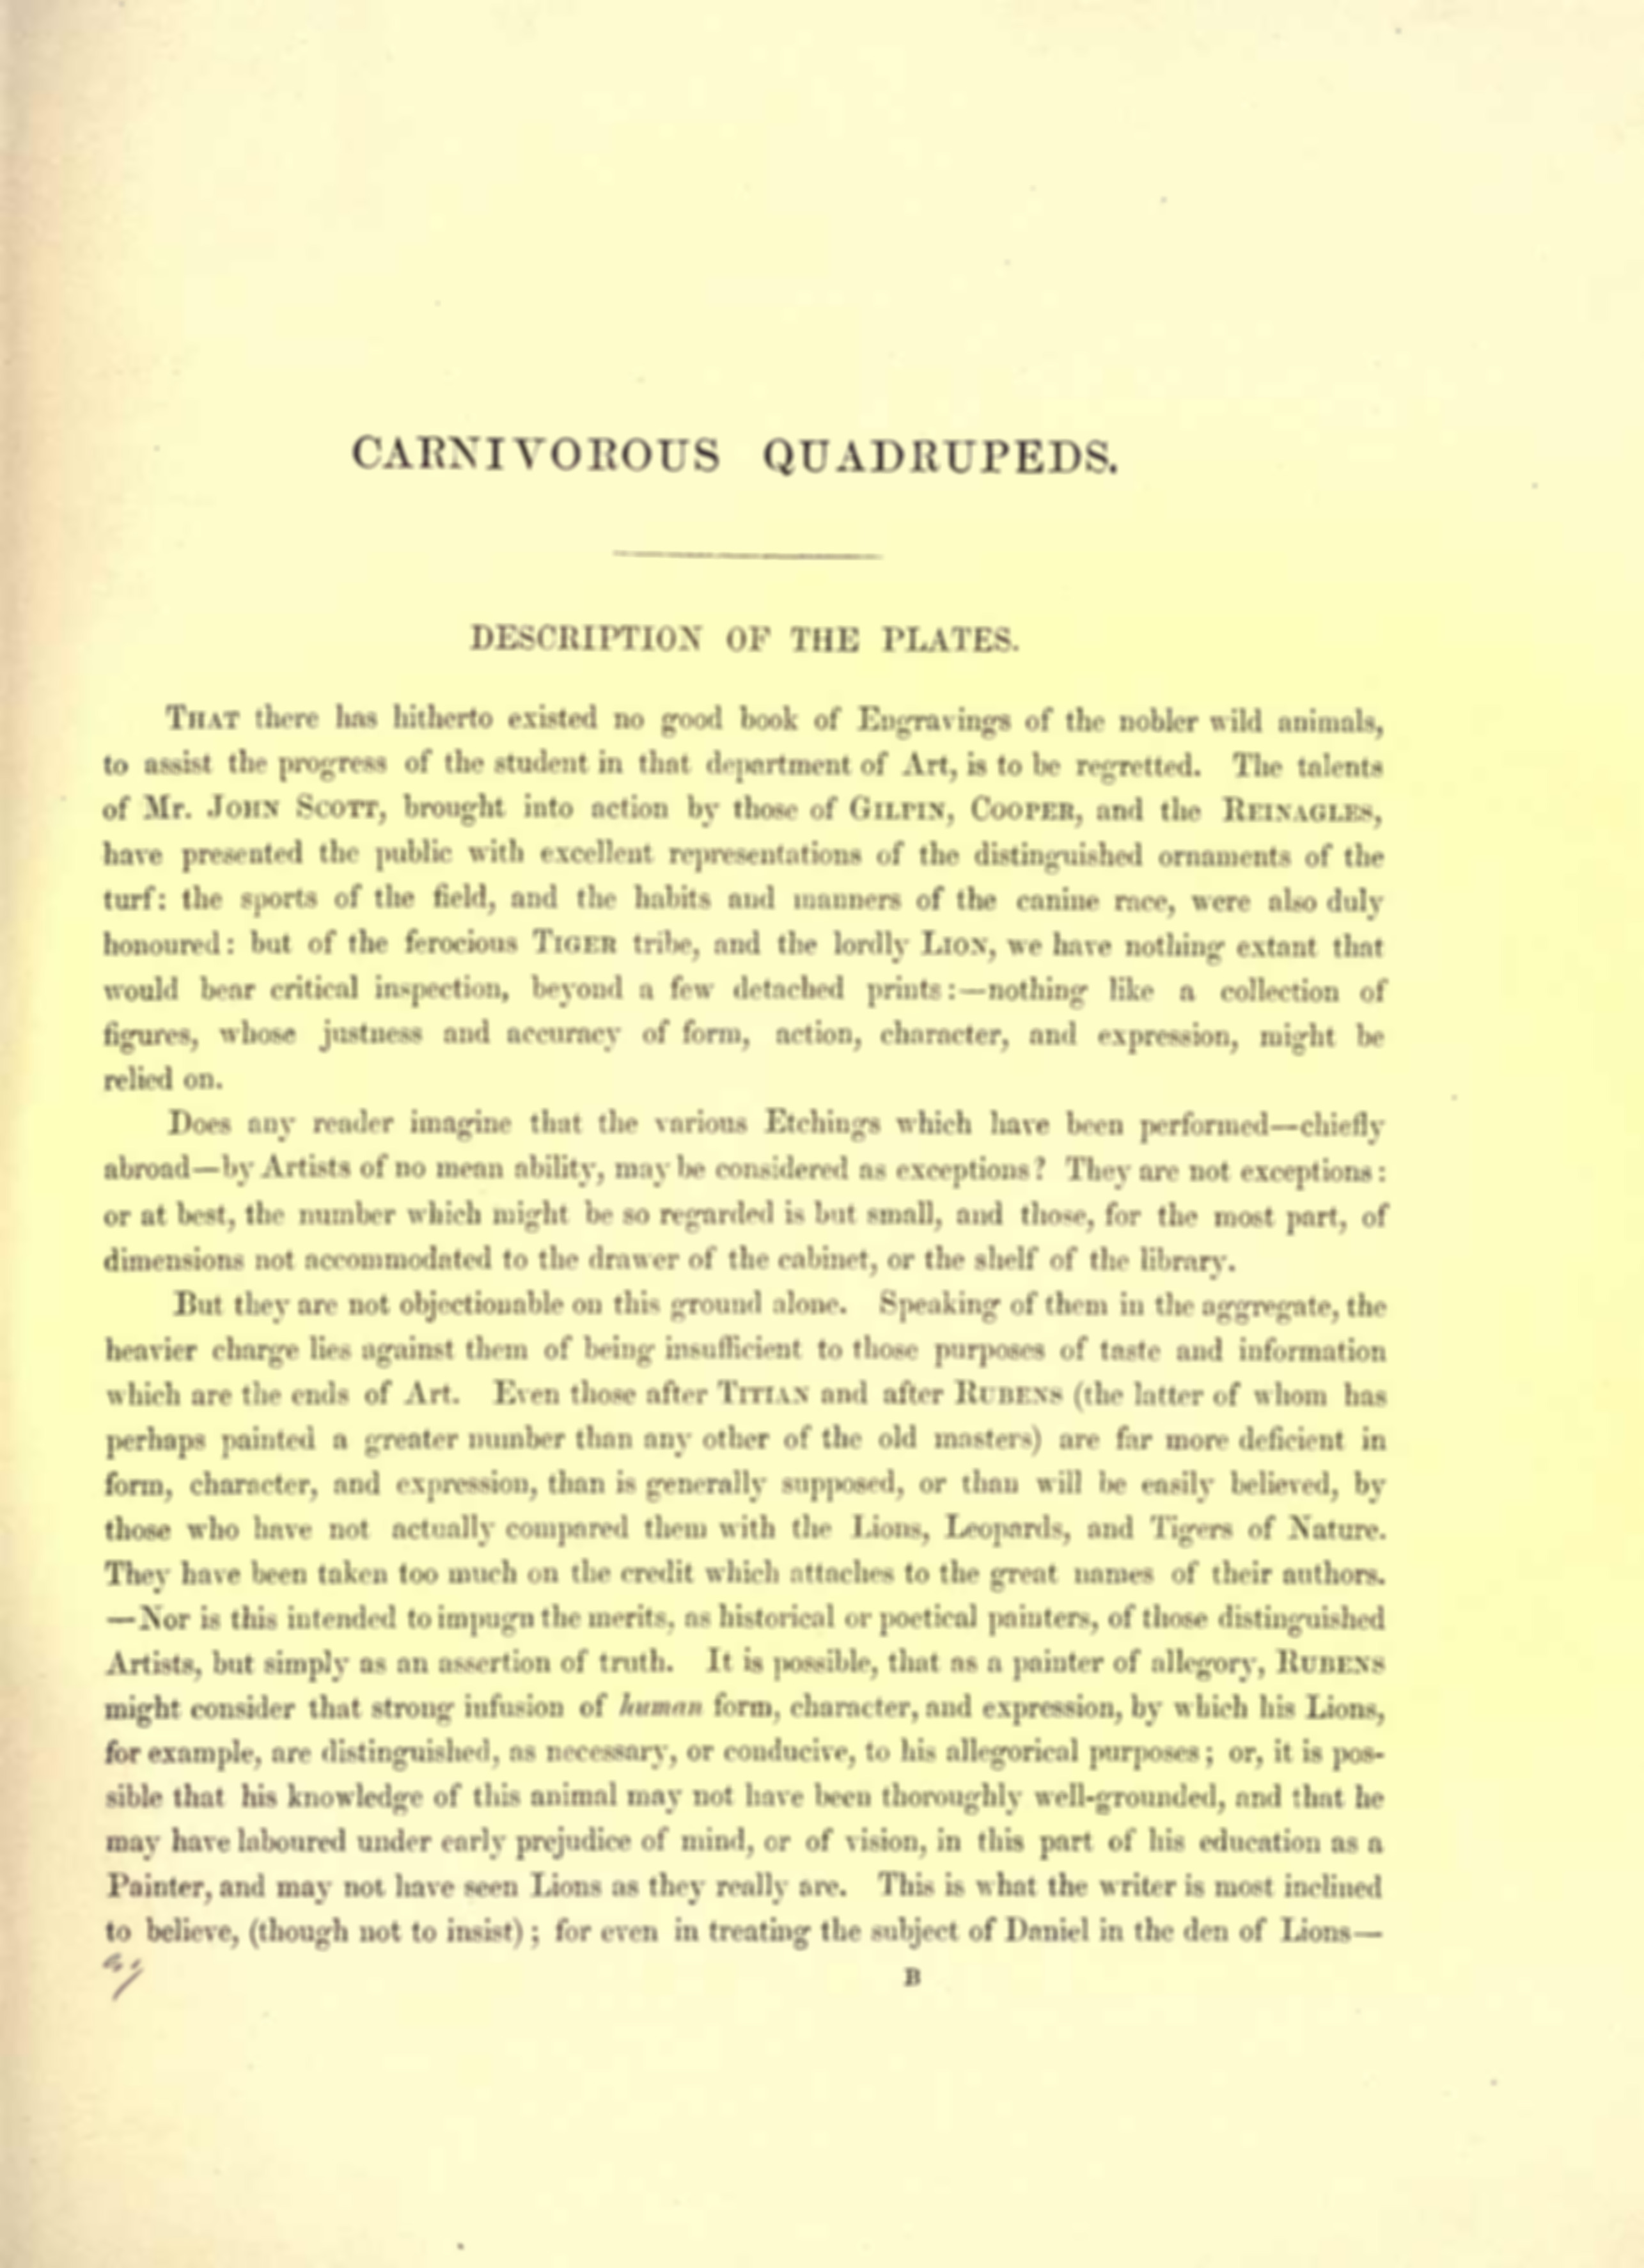 CARNIVOROUS QUADRUPEDS.
DESCRIPTION OF THE PLATES.
THAT there has hitherto existed no good book of Engravings of the nobler wild animals,
to assist the progress of the student in that department of Art, is to be regretted. The talents
of Mr. JOHN SCOTT, brought into action by those of GILPIN, COOPER, and the REINAGLES,
have presented the public with excellent representations of the distinguished ornaments of the
turf: the sports of the field, and the habits and manners of the canine race, were also duly
honoured: but of the ferocious TIGER tribe, and the lordly LION, we have nothing extant that
would bear critical inspection, beyond a few detached prints:—nothing like a collection of
figures, whose justness and accuracy of form, action, character, and expression, might be
relied on.
Does any reader imagine that the various Etchings which have been performed—chiefly
abroad—by Artists of no mean ability, may be considered as exceptions? They are not exceptions:
or at best, the number which might be so regarded is but small, and those, for the most part, of
dimensions not accommodated to the drawer of the cabinet, or the shelf of the library.
But they are not objectionable on this ground alone. Speaking of them in the aggregate, the
heavier charge lies against them of being insufficient to those purposes of taste and information
which are the ends of Art. Even those after TITIAN and after RUBENS (the latter of whom has
perhaps painted a greater number than any other of the old masters) are far more deficient in
form, character, and expression, than is generally supposed, or than will be easily believed, by
those who have not actually compared them with the Lions, Leopards, and Tigers of Nature.
They have been taken too much on the credit which attaches to the great names of their authors.
—Nor is this intended to impugn the merits, as historical or poetical painters, of those distinguished
Artists, but simply as an assertion of truth. It is possible, that as a painter of allegory, RUBENS
might consider that strong infusion of human form, character, and expression, by which his Lions,
for example, are distinguished, as necessary, or conducive, to his allegorical purposes; or, it is pos-
sible that his knowledge of this animal may not have been thoroughly well-grounded, and that he
may have laboured under early prejudice of mind, or of vision, in this part of his education as a
Painter, and may not have seen Lions as they really are. This is what the writer is most inclined
to believe, (though not to insist); for even in treating the subject of Daniel in the den of Lions—
B